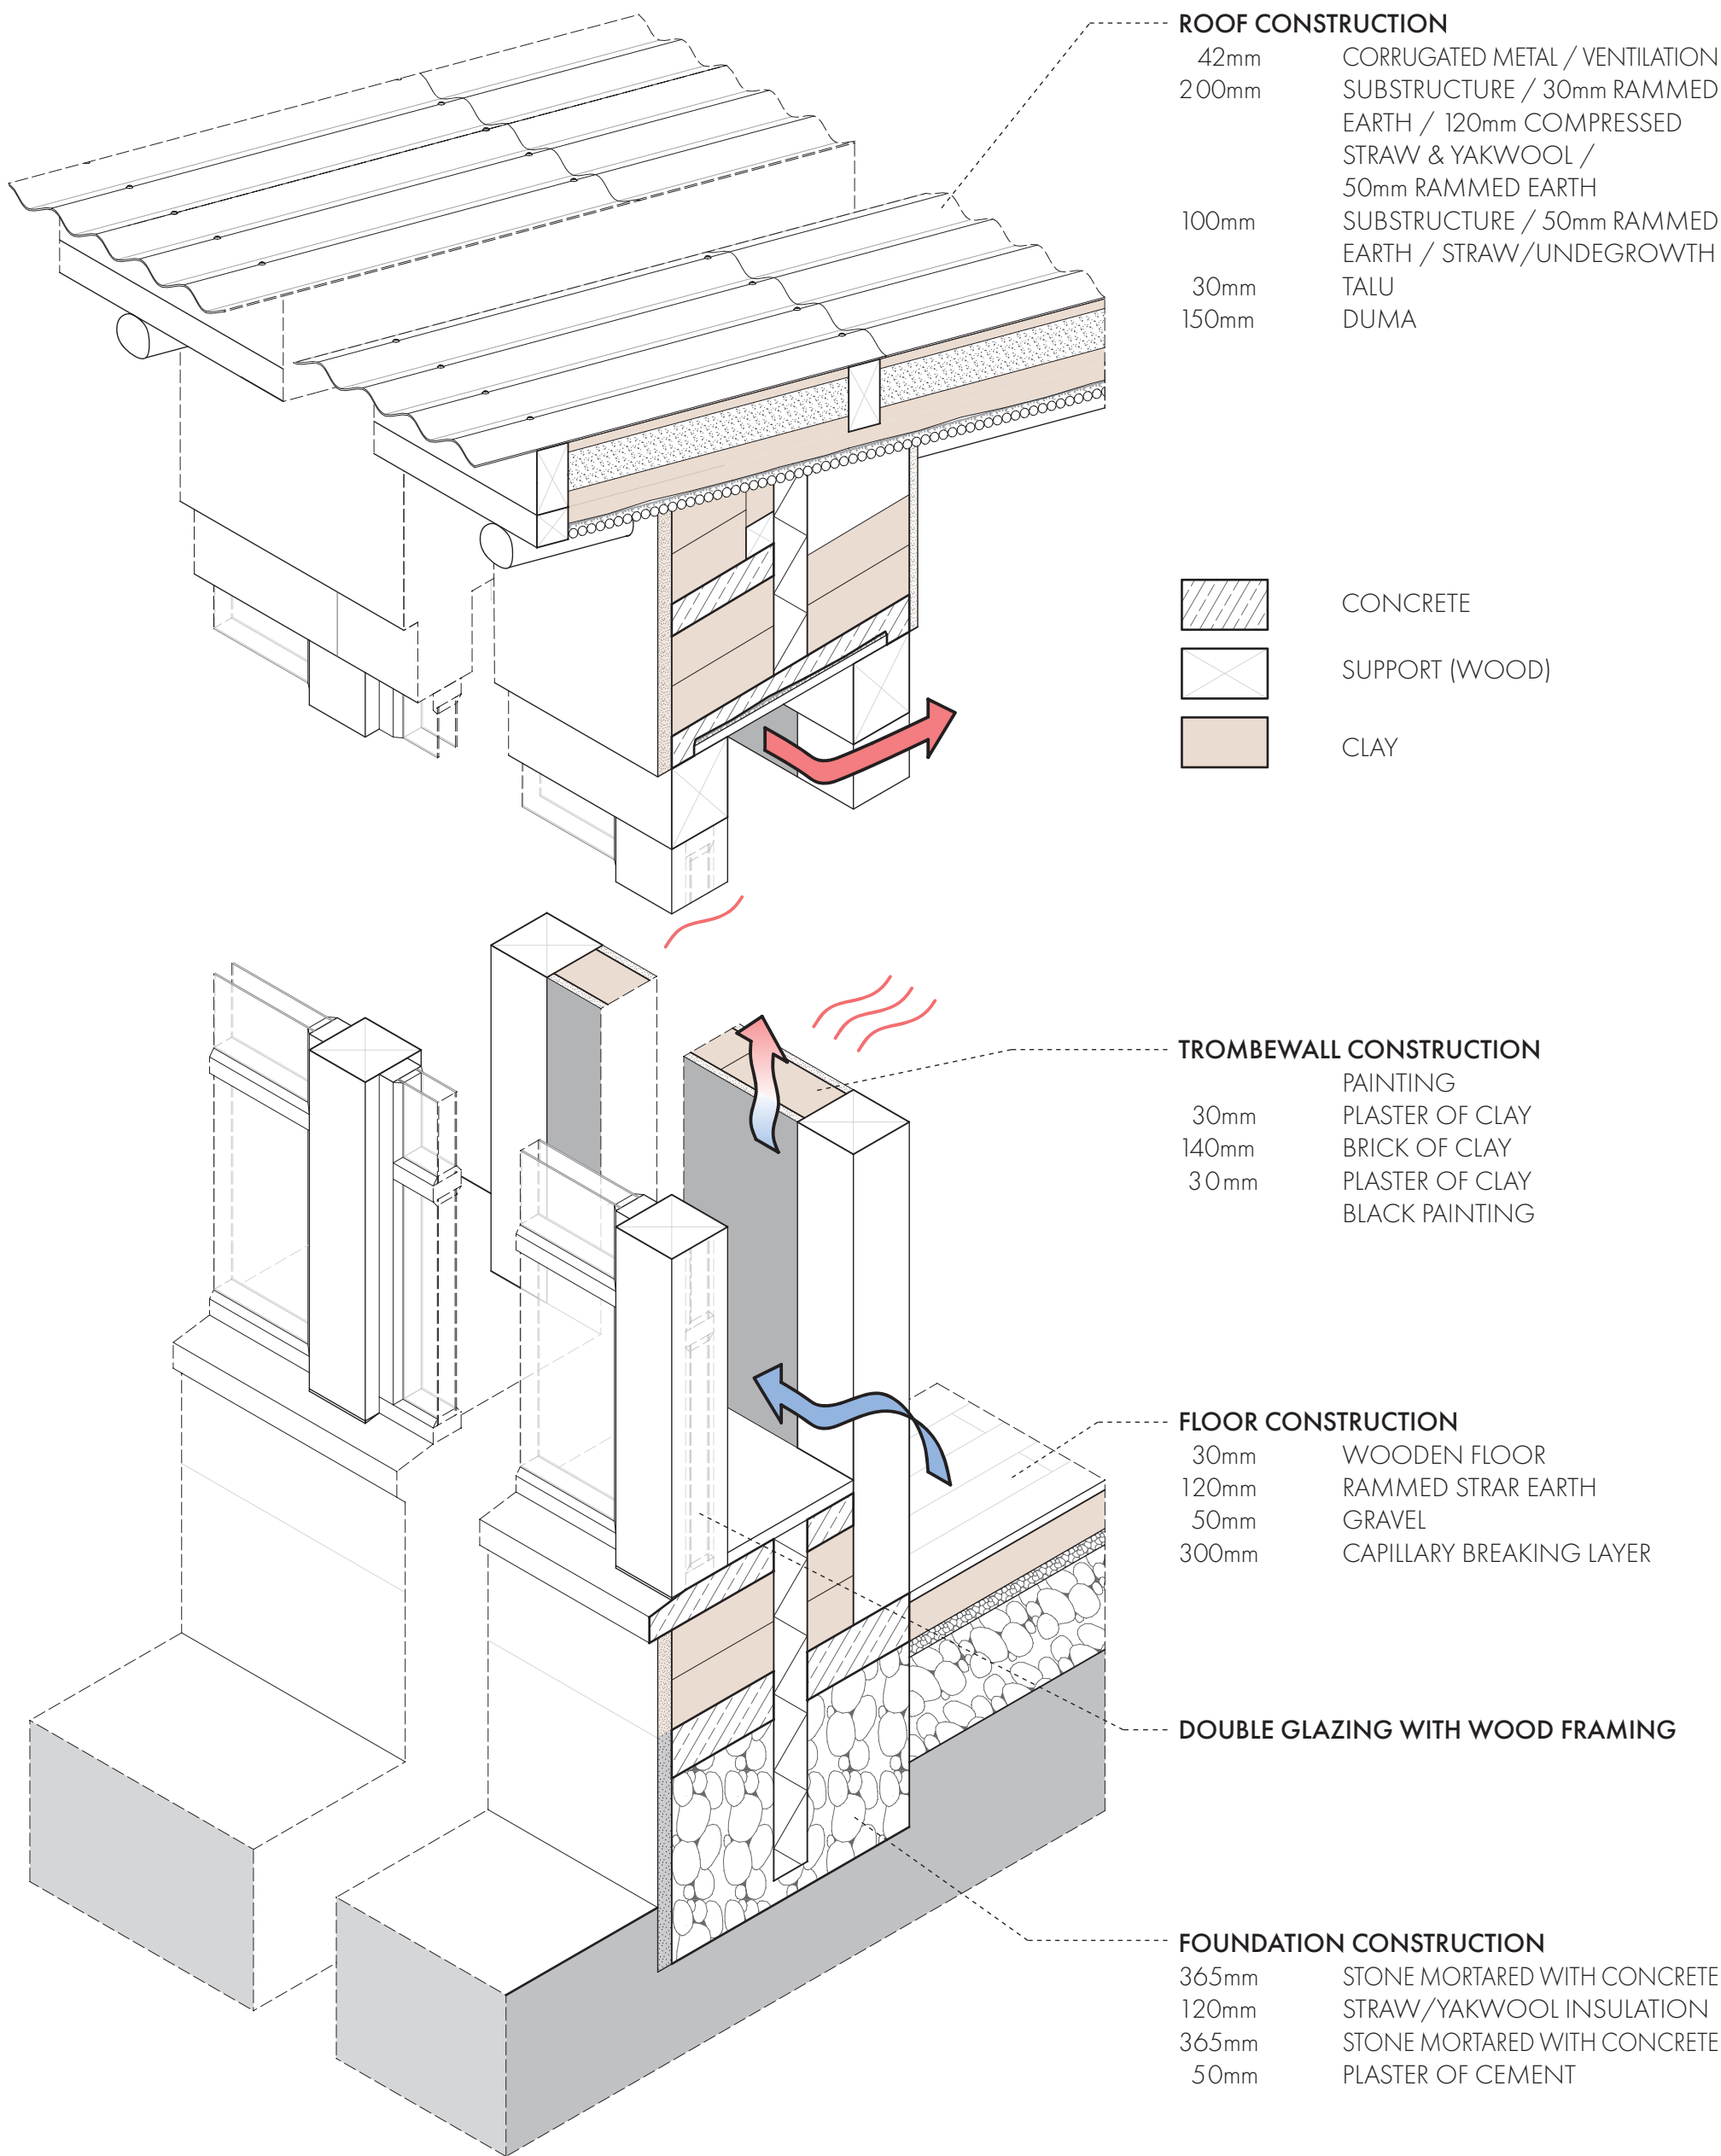 ROOF CONSTRUCTION
42mm CORRUGATED METAL / VENTILATION
200mm SUBSTRUCTURE / 30mm RAMMED
EARTH / 120mm COMPRESSED
STRAW & YAKWOOL /
50mm RAMMED EARTH
100mm SUBSTRUCTURE / 50mm RAMMED
EARTH / STRAW/UNDEGROWTH
30mm TALU
150mm DUMA
CONCRETE
SUPPORT (WOOD)
CLAY
TROMBEWALL CONSTRUCTION
PAINTING
30mm PLASTER OF CLAY
140mm BRICK OF CLAY
30mm PLASTER OF CLAY
BLACK PAINTING
FLOOR CONSTRUCTION
30mm WOODEN FLOOR
120mm RAMMED STRAR EARTH
50mm GRAVEL
300mm CAPILLARY BREAKING LAYER
DOUBLE GLAZING WITH WOOD FRAMING
FOUNDATION CONSTRUCTION
365mm STONE MORTARED WITH CONCRETE
120mm STRAW/YAKWOOL INSULATION
365mm STONE MORTARED WITH CONCRETE
50mm PLASTER OF CEMENT